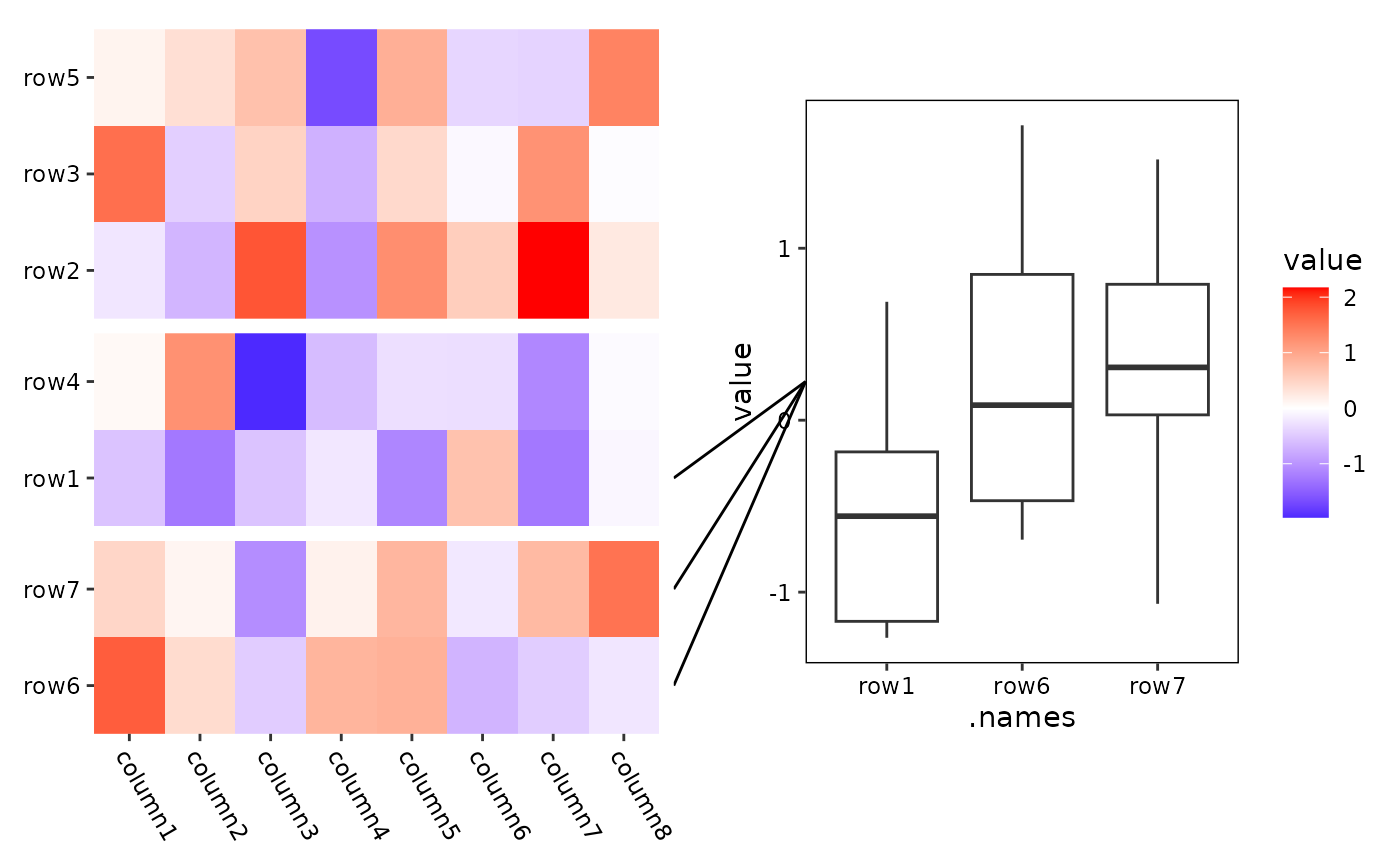 row5
row3
row2
row4
row1
row7
row6
column1
column2
column3
column4
column5
column6
column7
column8
value
1
0
-1
row1
row6
row7
.names
value
2
1
0
-1